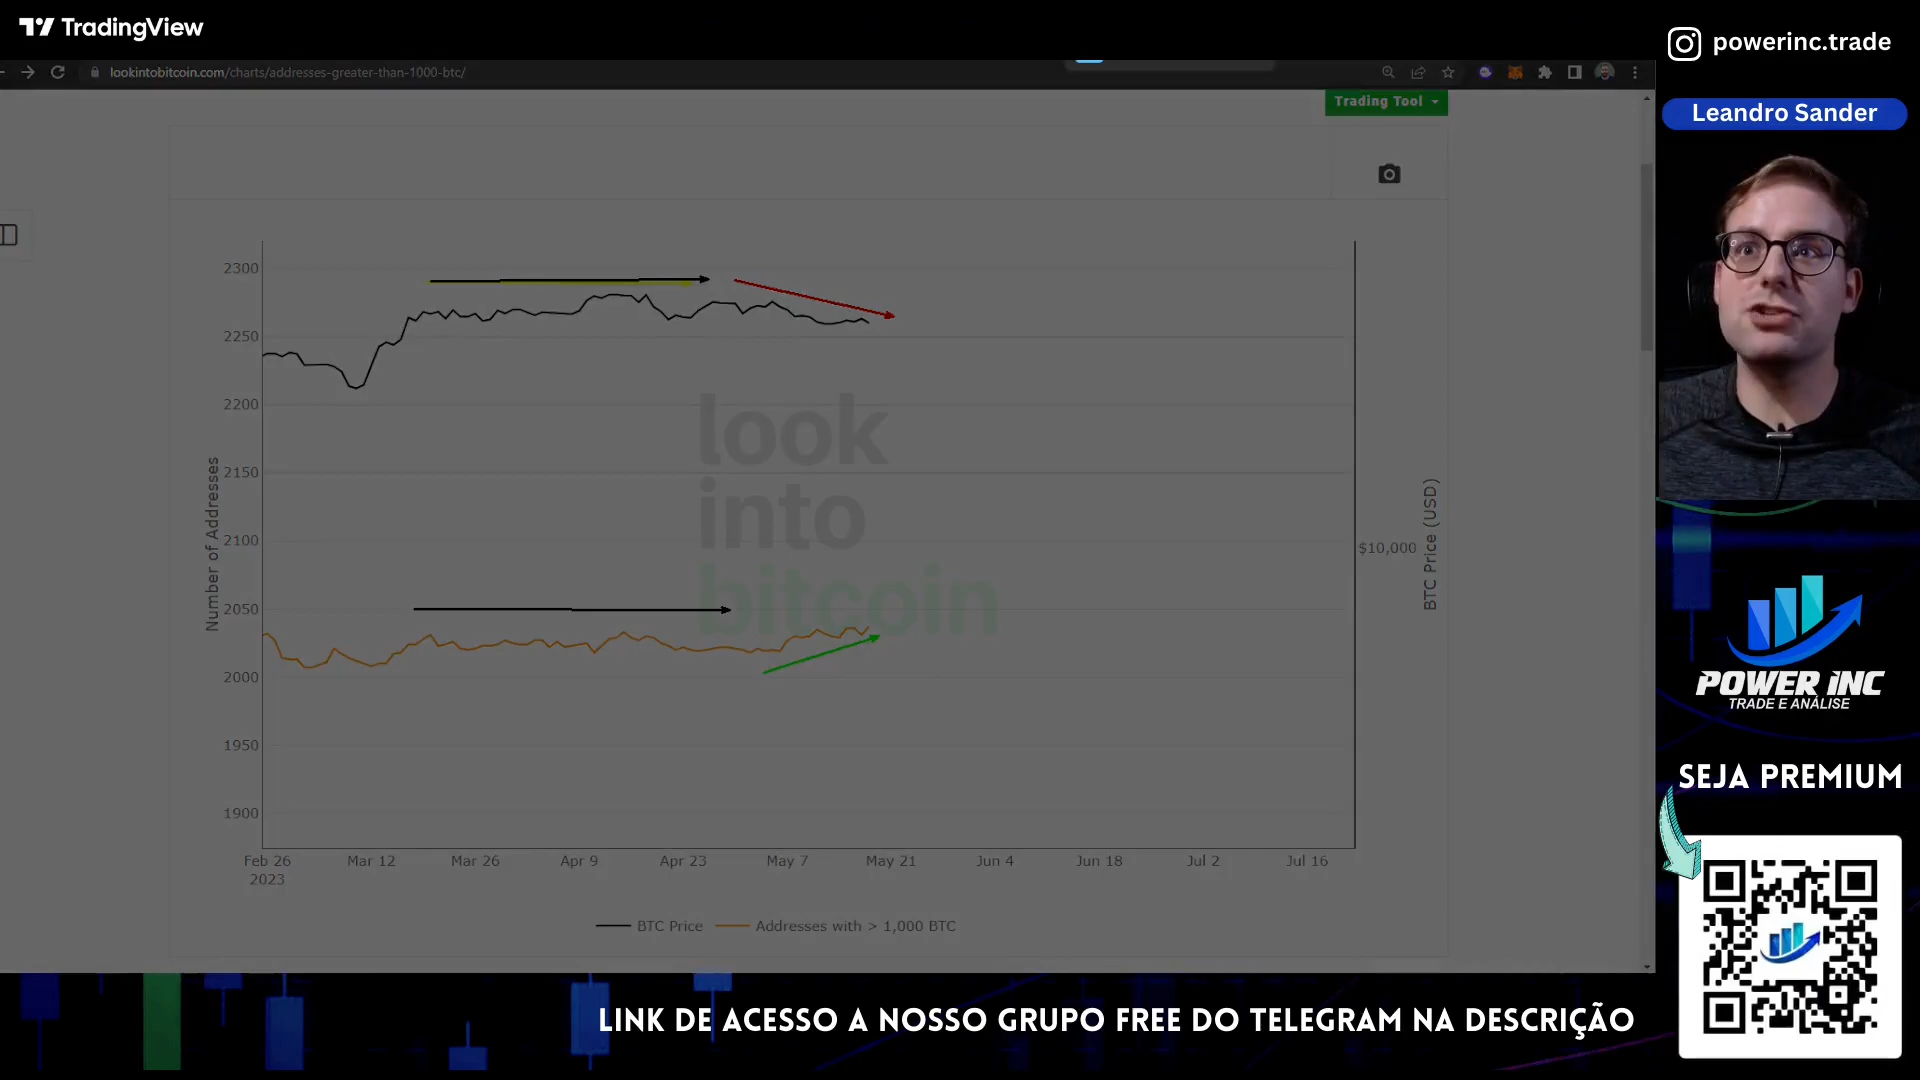 TradingView
powerinc.trade
lookintobitcoin.com/charts/addresses-greater-than-1000-btc/
Trading Tool
Leandro Sander
2300
2250
2200
2150
2100
2050
2000
1950
1900
Number of Addresses
look
into
bitcoin
$10,000
BTC Price (USD)
Feb 26
2023
Mar 12
Mar 26
Apr 9
Apr 23
May 7
May 21
Jun 4
Jun 18
Jul 2
Jul 16
BTC Price
Addresses with > 1,000 BTC
POWER INC
TRADE E ANÁLISE
SEJA PREMIUM
LINK DE ACESSO A NOSSO GRUPO FREE DO TELEGRAM NA DESCRIÇÃO